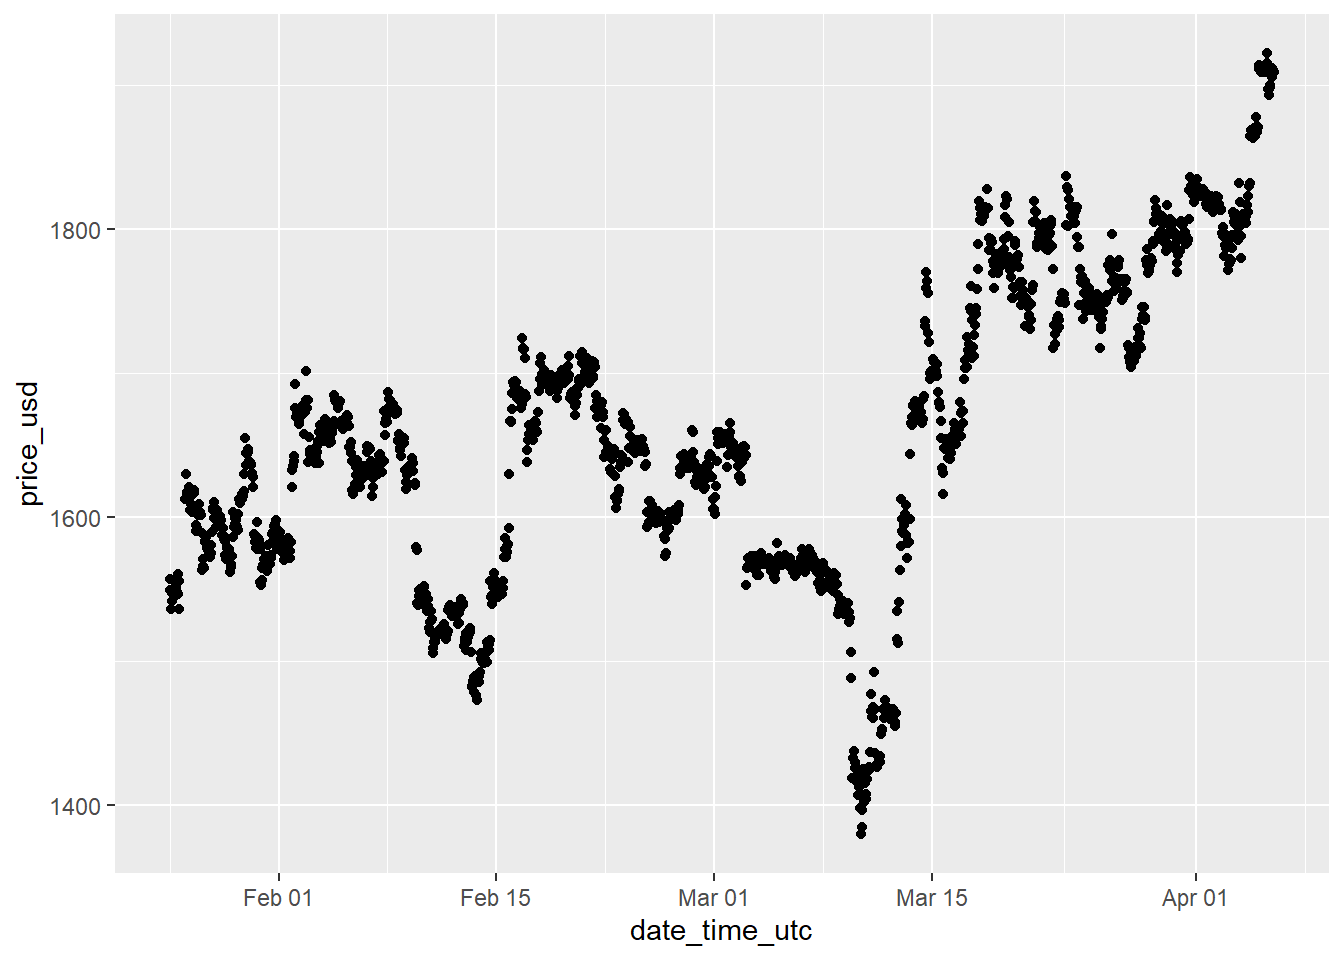 price_usd
1800
1600
1400
Feb 01
Feb 15
Mar 01
Mar 15
Apr 01
date_time_utc